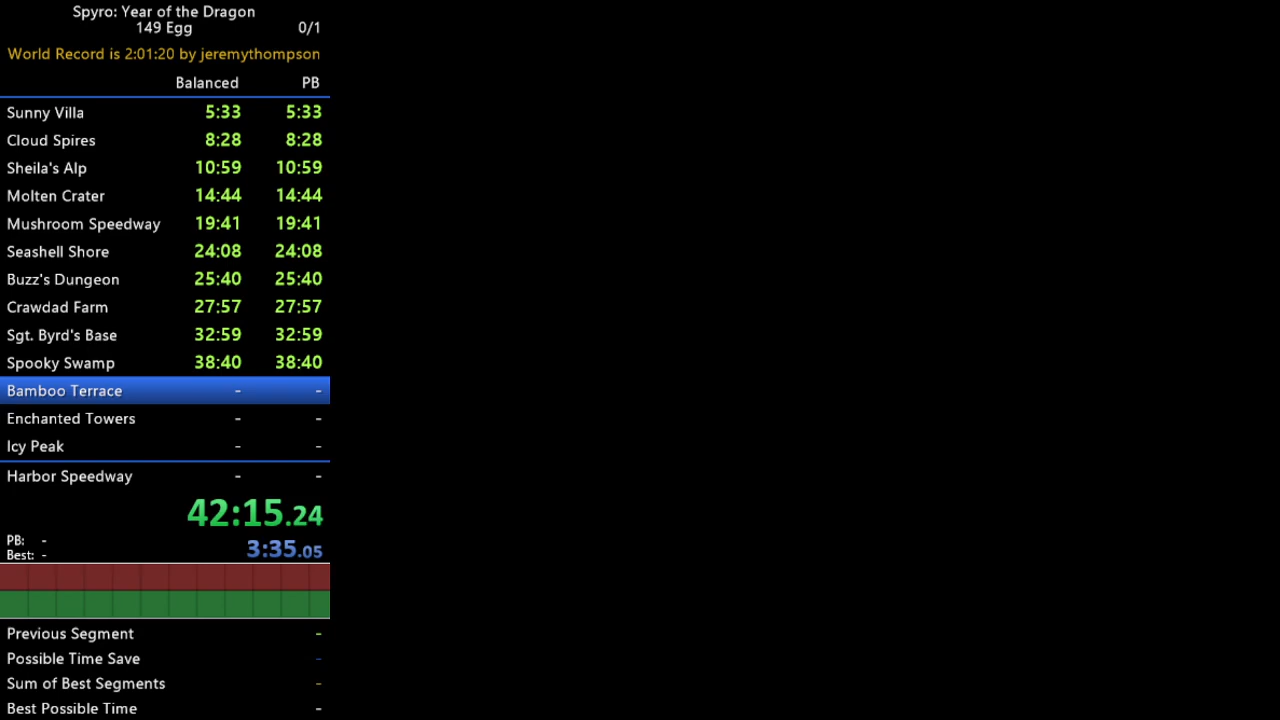 Spyro: Year of the Dragon
149 Egg 0/1
World Record is 2:01:20 by jeremythompson
Balanced PB
Sunny Villa 5:33 5:33
Cloud Spires 8:28 8:28
Sheila's Alp 10:59 10:59
Molten Crater 14:44 14:44
Mushroom Speedway 19:41 19:41
Seashell Shore 24:08 24:08
Buzz's Dungeon 25:40 25:40
Crawdad Farm 27:57 27:57
Sgt. Byrd's Base 32:59 32:59
Spooky Swamp 38:40 38:40
Bamboo Terrace - -
Enchanted Towers - -
Icy Peak - -
Harbor Speedway - -
42:15.24
PB: -
Best: - 3:35.05
Previous Segment -
Possible Time Save -
Sum of Best Segments -
Best Possible Time -